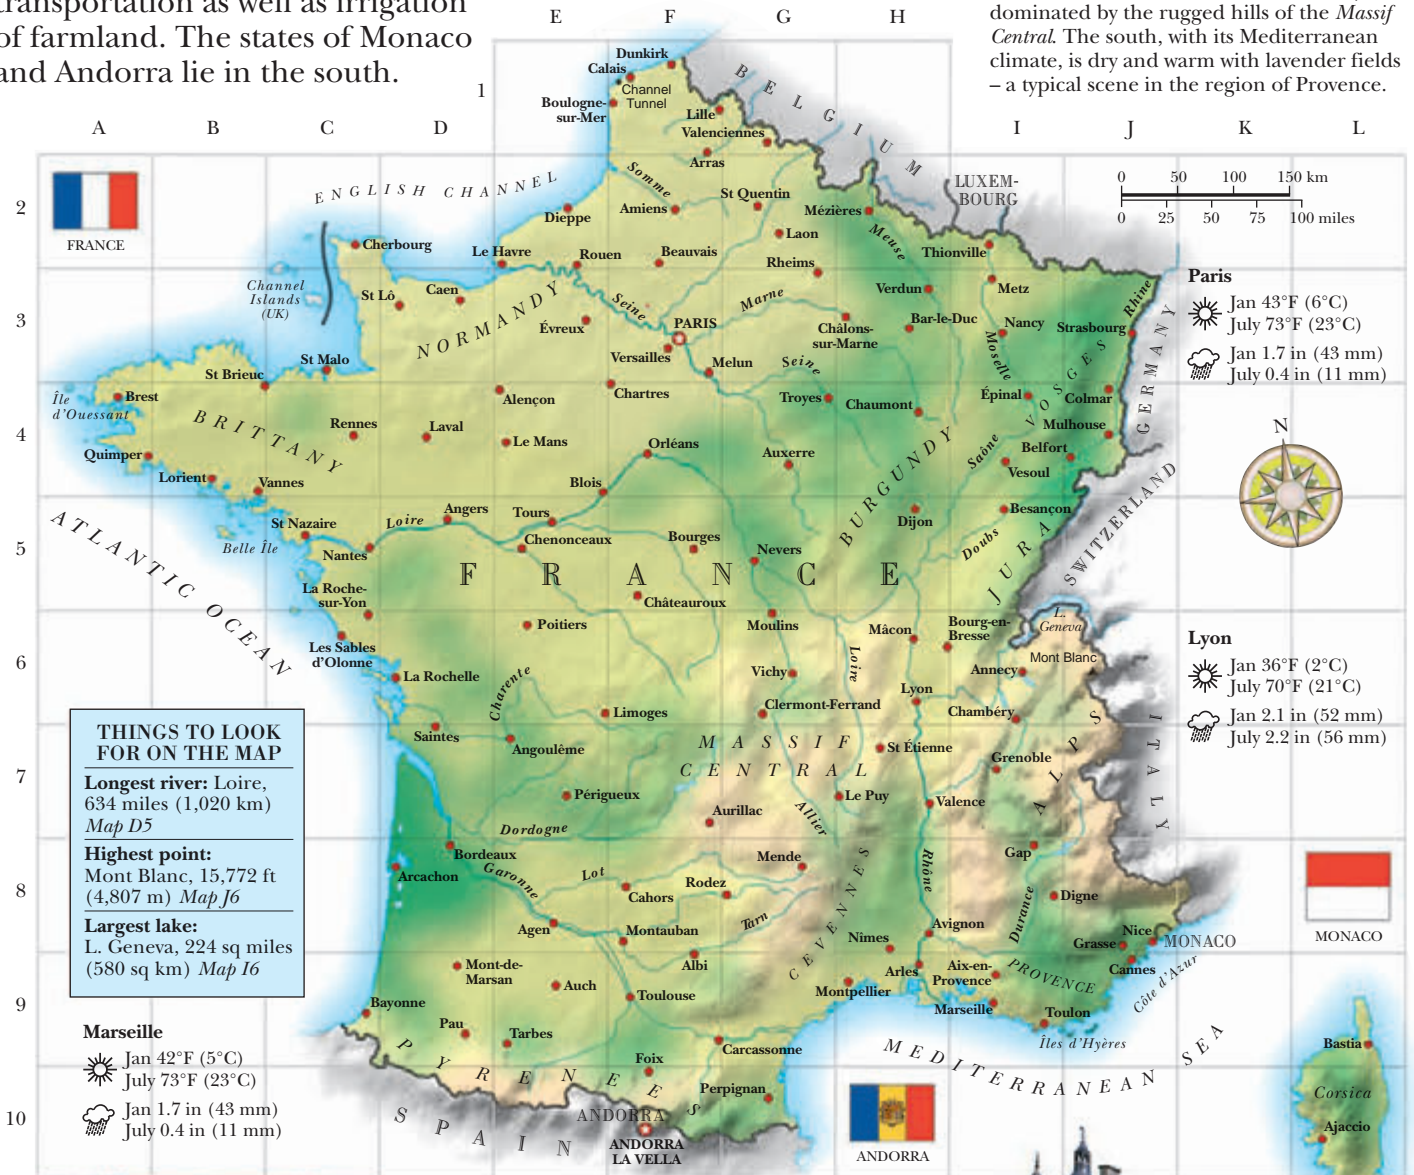 transportation as well as irrigation
of farmland. The states of Monaco
and Andorra lie in the south.
dominated by the rugged hills of the Massif
Central. The south, with its Mediterranean
climate, is dry and warm with lavender fields
– a typical scene in the region of Provence.
A
B
C
D
E
F
G
H
I
J
K
L
1
2
3
4
5
6
7
8
9
10
FRANCE
ENGLISH CHANNEL
BELGIUM
LUXEM-
BOURG
0 50 100 150 km
0 25 50 75 100 miles
Dunkirk
Calais
Channel
Tunnel
Boulogne-
sur-Mer
Lille
Valenciennes
Arras
Somme
St Quentin
Dieppe
Amiens
Mézières
Meuse
Cherbourg
Le Havre
Rouen
Beauvais
Laon
Thionville
Rheims
Channel
Islands
(UK)
St Lô
Caen
NORMANDY
Seine
Marne
Verdun
Metz
Rhine
Évreux
PARIS
Châlons-
sur-Marne
Bar-le-Duc
Nancy
Strasbourg
Versailles
Melun
Seine
Moselle
VOSGES
GERMANY
St Malo
St Brieuc
Île
d'Ouessant
Brest
Alençon
Chartres
Troyes
Chaumont
Épinal
Colmar
BRITTANY
Rennes
Laval
Le Mans
Orléans
Auxerre
Mulhouse
Belfort
Saône
Vesoul
Quimper
Lorient
Vannes
Blois
BURGUNDY
SWITZERLAND
ATLANTIC OCEAN
St Nazaire
Belle Île
Loire
Angers
Tours
Chenonceaux
Nantes
Bourges
Nevers
Dijon
Besançon
Doubs
JURA
FRANCE
La Roche-
sur-Yon
Châteauroux
Poitiers
Moulins
Mâcon
Bourg-en-
Bresse
L.
Geneva
Les Sables
d'Olonne
Mont Blanc
La Rochelle
Charente
Vichy
Loire
Annecy
Limoges
Clermont-Ferrand
Lyon
Chambéry
Saintes
Angoulême
MASSIF
CENTRAL
St Étienne
Grenoble
ALPS
ITALY
Périgueux
Aurillac
Allier
Le Puy
Valence
Dordogne
Bordeaux
Arcachon
Garonne
Lot
Cahors
Rodez
Mende
CEVENNES
Rhône
Gap
Durance
Digne
Agen
Montauban
Tarn
Albi
Avignon
Nîmes
Nice
MONACO
Grasse
Cannes
Côte d'Azur
Mont-de-
Marsan
Auch
Toulouse
Arles
Aix-en-
Provence
PROVENCE
Montpellier
Marseille
Toulon
Îles d'Hyères
Bayonne
Pau
Tarbes
Carcassonne
Foix
PYRENEES
Perpignan
MEDITERRANEAN SEA
SPAIN
ANDORRA
ANDORRA
LA VELLA
Bastia
Corsica
Ajaccio
Paris
Jan 43°F (6°C)
July 73°F (23°C)
Jan 1.7 in (43 mm)
July 0.4 in (11 mm)
N
Lyon
Jan 36°F (2°C)
July 70°F (21°C)
Jan 2.1 in (52 mm)
July 2.2 in (56 mm)
MONACO
THINGS TO LOOK
FOR ON THE MAP
Longest river: Loire,
634 miles (1,020 km)
Map D5
Highest point:
Mont Blanc, 15,772 ft
(4,807 m) Map J6
Largest lake:
L. Geneva, 224 sq miles
(580 sq km) Map I6
Marseille
Jan 42°F (5°C)
July 73°F (23°C)
Jan 1.7 in (43 mm)
July 0.4 in (11 mm)
ANDORRA